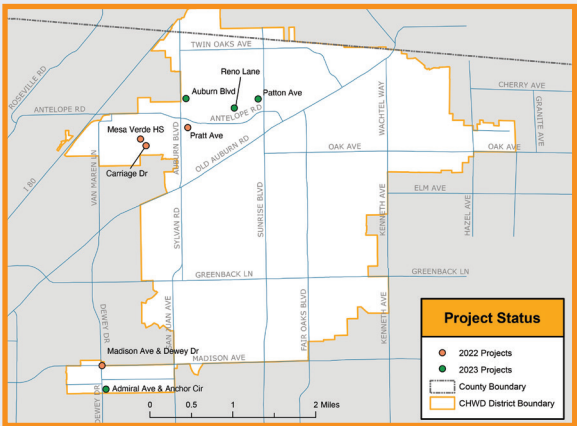 TWIN OAKS AVE
Reno Lane
ROSEVILLE RD
Auburn Blvd
Patton Ave
WACHTEL WAY
CHERRY AVE
GRANITE AVE
ANTELOPE RD
ANTELOPE RD
Mesa Verde HS
Pratt Ave
AUBURN BLVD
OLD AUBURN RD
OAK AVE
OAK AVE
Carriage Dr
I 80
VAN MAREN LN
ELM AVE
SYLVAN RD
SUNRISE BLVD
KENNETH AVE
HAZEL AVE
GREENBACK LN
GREENBACK LN
DEWEY DR
SAN JUAN AVE
FAIR OAKS BLVD
KENNETH AVE
Madison Ave & Dewey Dr
MADISON AVE
DEWEY DR
Admiral Ave & Anchor Cir
0 0.5 1 2 Miles
Project Status
2022 Projects
2023 Projects
County Boundary
CHWD District Boundary